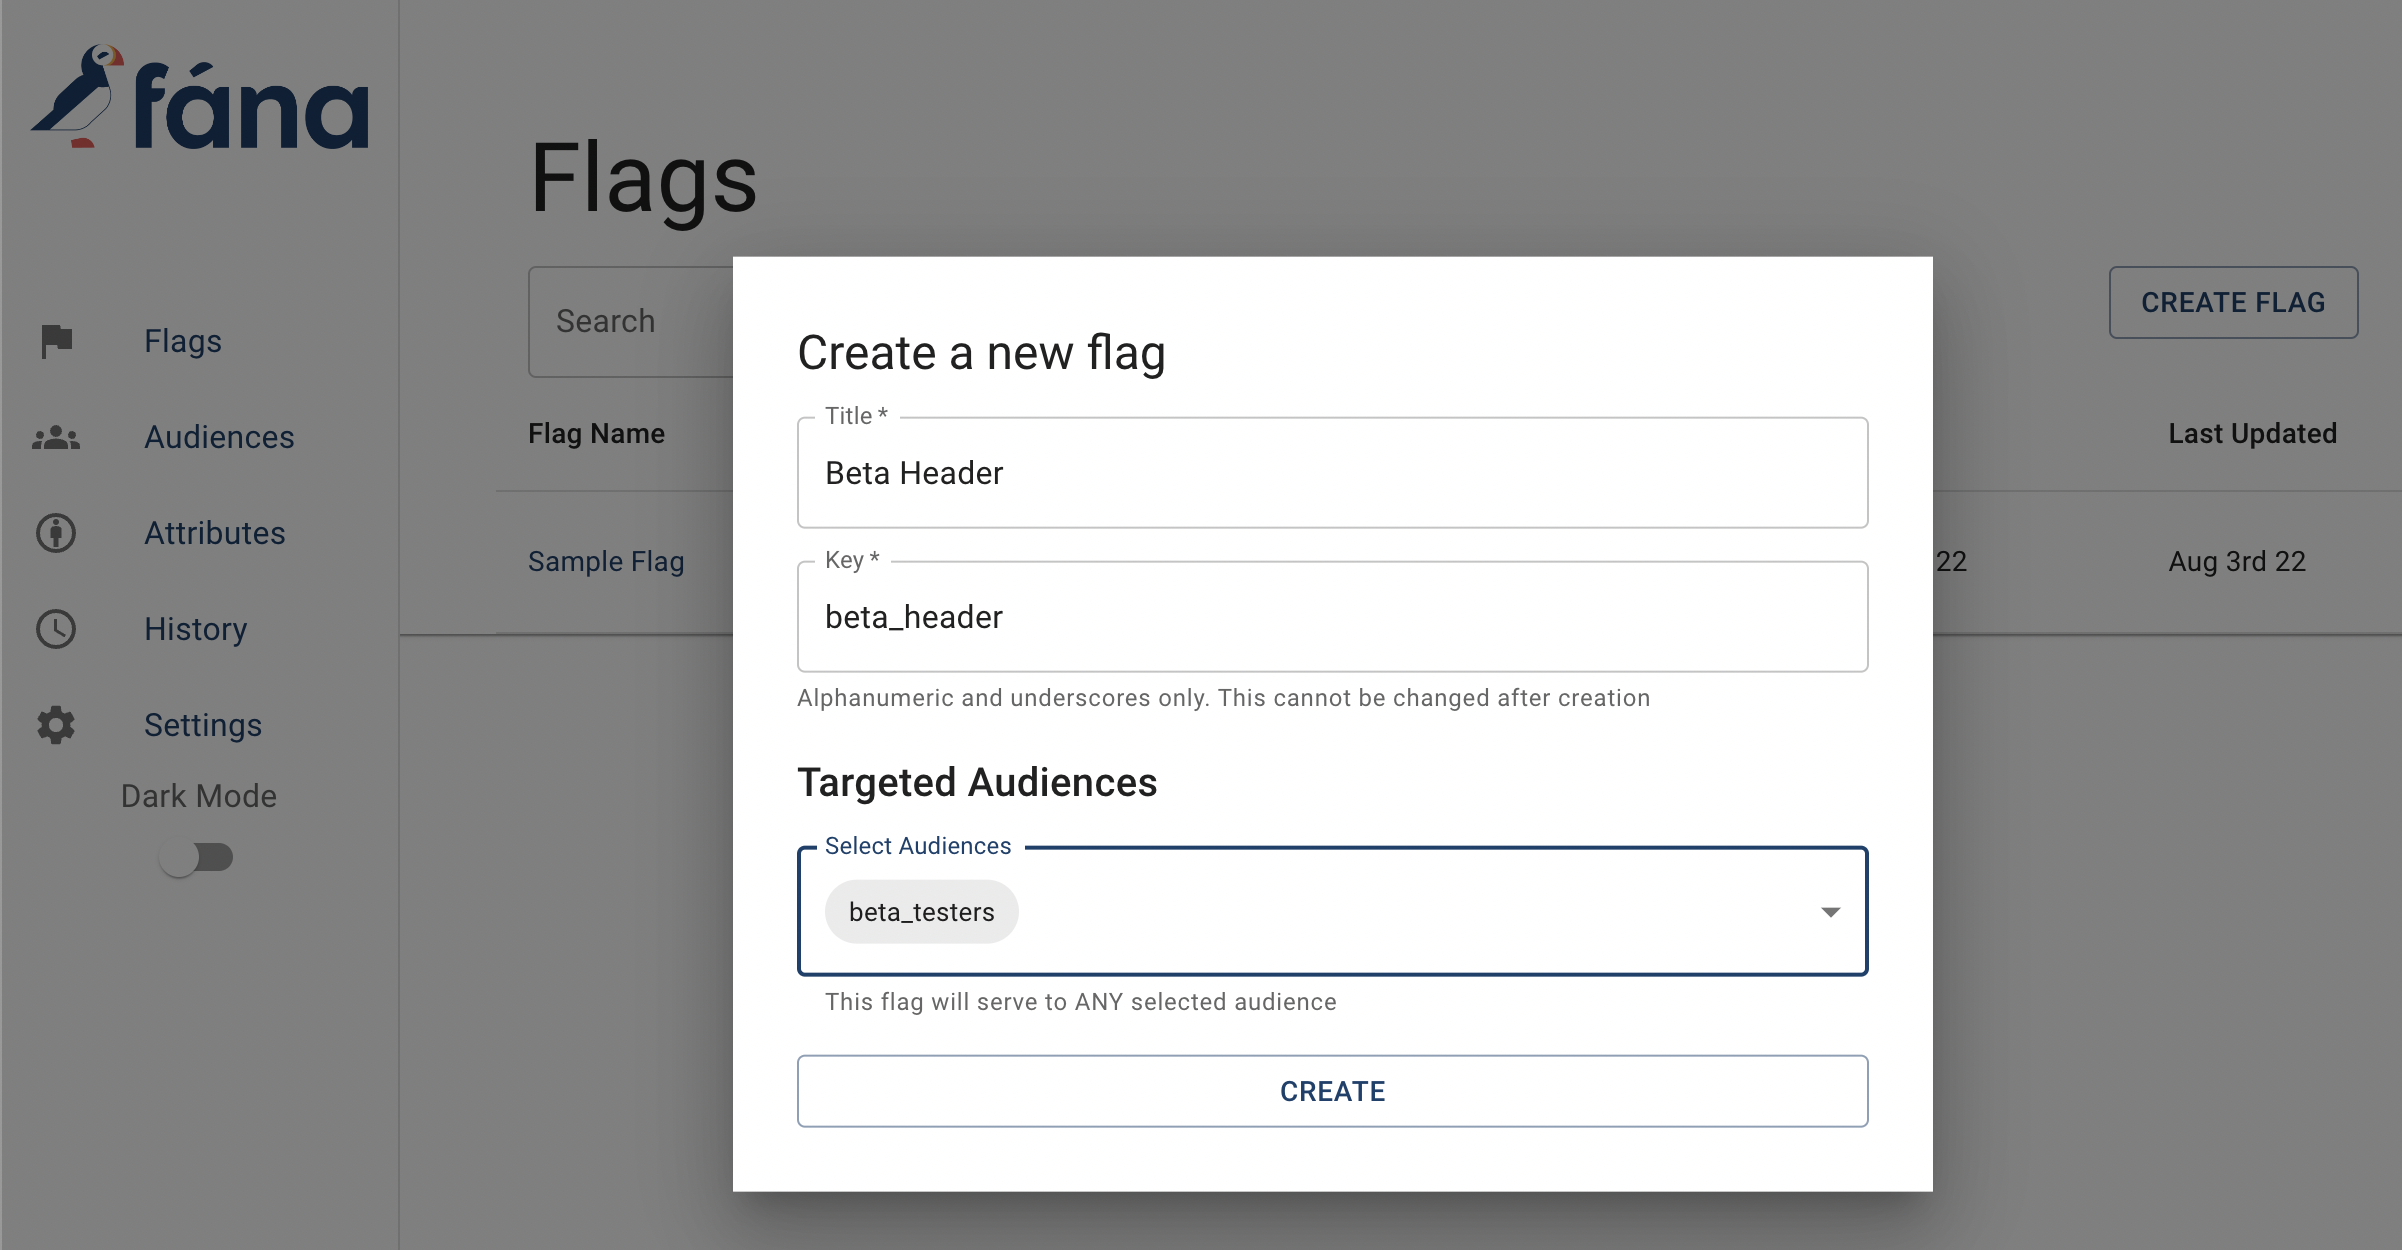 fána
Flags
Audiences
Attributes
History
Settings
Dark Mode
Flags
Search
CREATE FLAG
Flag Name
Last Updated
Sample Flag
22
Aug 3rd 22
Create a new flag
Title *
Beta Header
Key *
beta_header
Alphanumeric and underscores only. This cannot be changed after creation
Targeted Audiences
Select Audiences
beta_testers
This flag will serve to ANY selected audience
CREATE